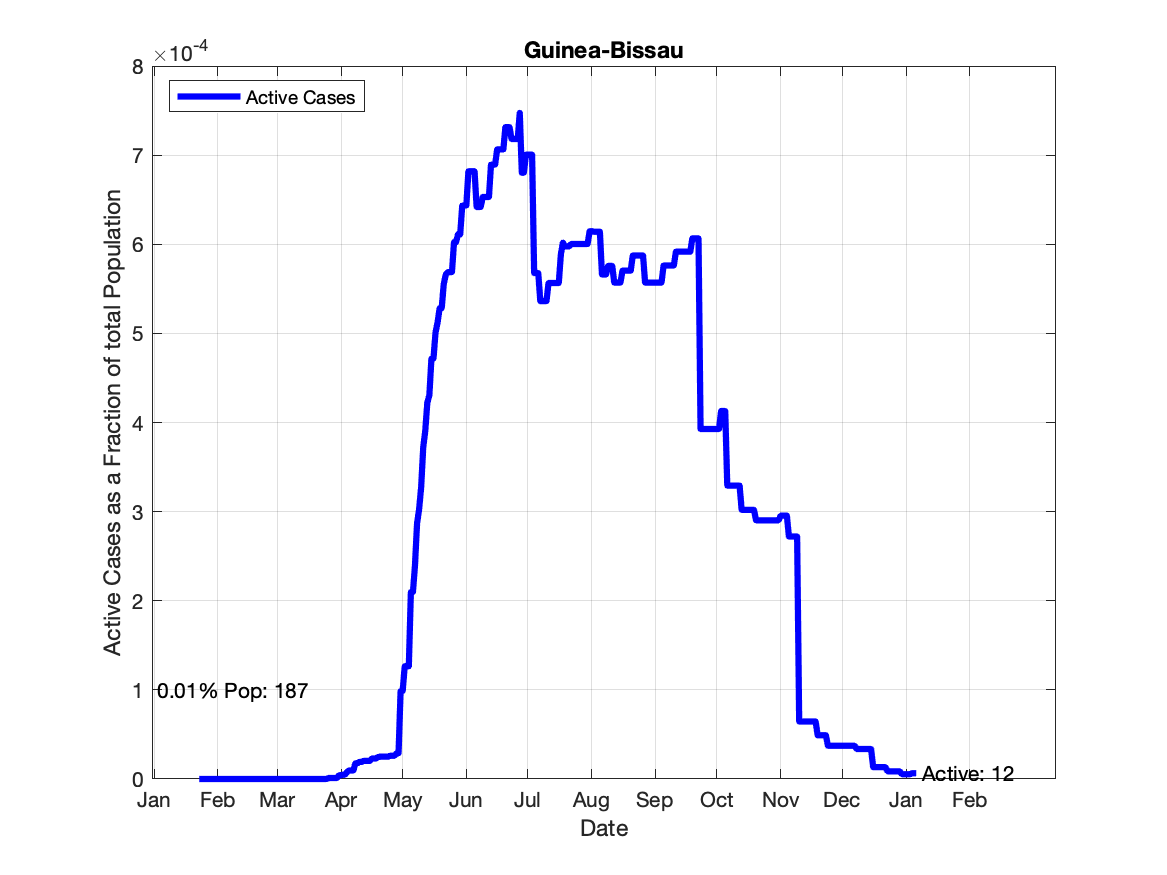 Guinea-Bissau
×10-4
Active Cases
8
7
6
5
4
3
2
1
0
Active Cases as a Fraction of total Population
0.01% Pop: 187
Active: 12
Jan Feb Mar Apr May Jun Jul Aug Sep Oct Nov Dec Jan Feb
Date